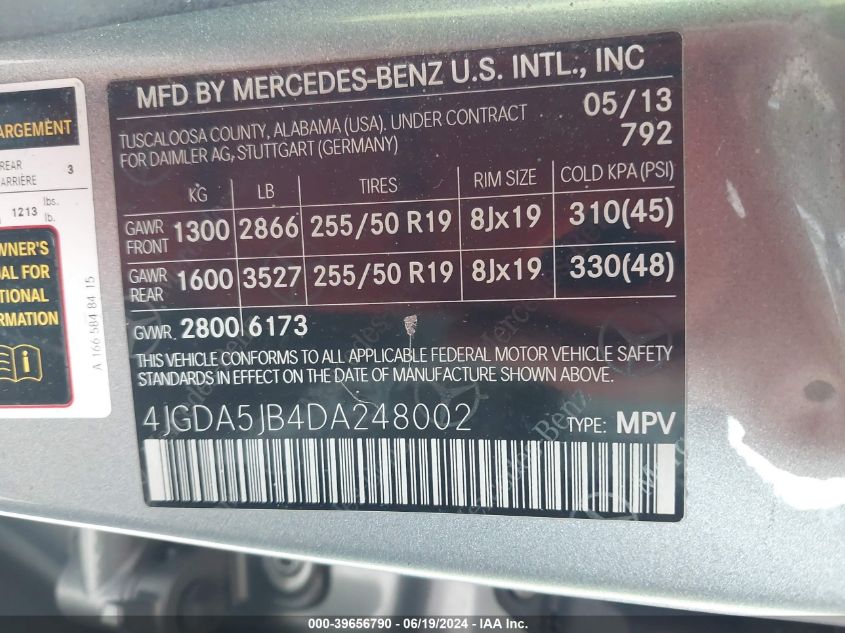 MFD BY MERCEDES-BENZ U.S. INTL., INC
TUSCALOOSA COUNTY, ALABAMA (USA). UNDER CONTRACT
FOR DAIMLER AG, STUTTGART (GERMANY)
05/13
792
KG LB TIRES RIM SIZE COLD KPA (PSI)
GAWR FRONT 1300 2866 255/50 R19 8Jx19 310(45)
GAWR REAR 1600 3527 255/50 R19 8Jx19 330(48)
GVWR 2800 6173
THIS VEHICLE CONFORMS TO ALL APPLICABLE FEDERAL MOTOR VEHICLE SAFETY
STANDARDS IN EFFECT ON THE DATE OF MANUFACTURE SHOWN ABOVE.
4JGDA5JB4DA248002 TYPE: MPV
ARGEMENT
REAR
ARRIÈRE 3
1213 lbs.
lb.
WNER'S
UAL FOR
TIONAL
ORMATION
A 166 584 84 15
Mercedes-Benz
000-39656790 - 06/19/2024 - IAA, Inc.